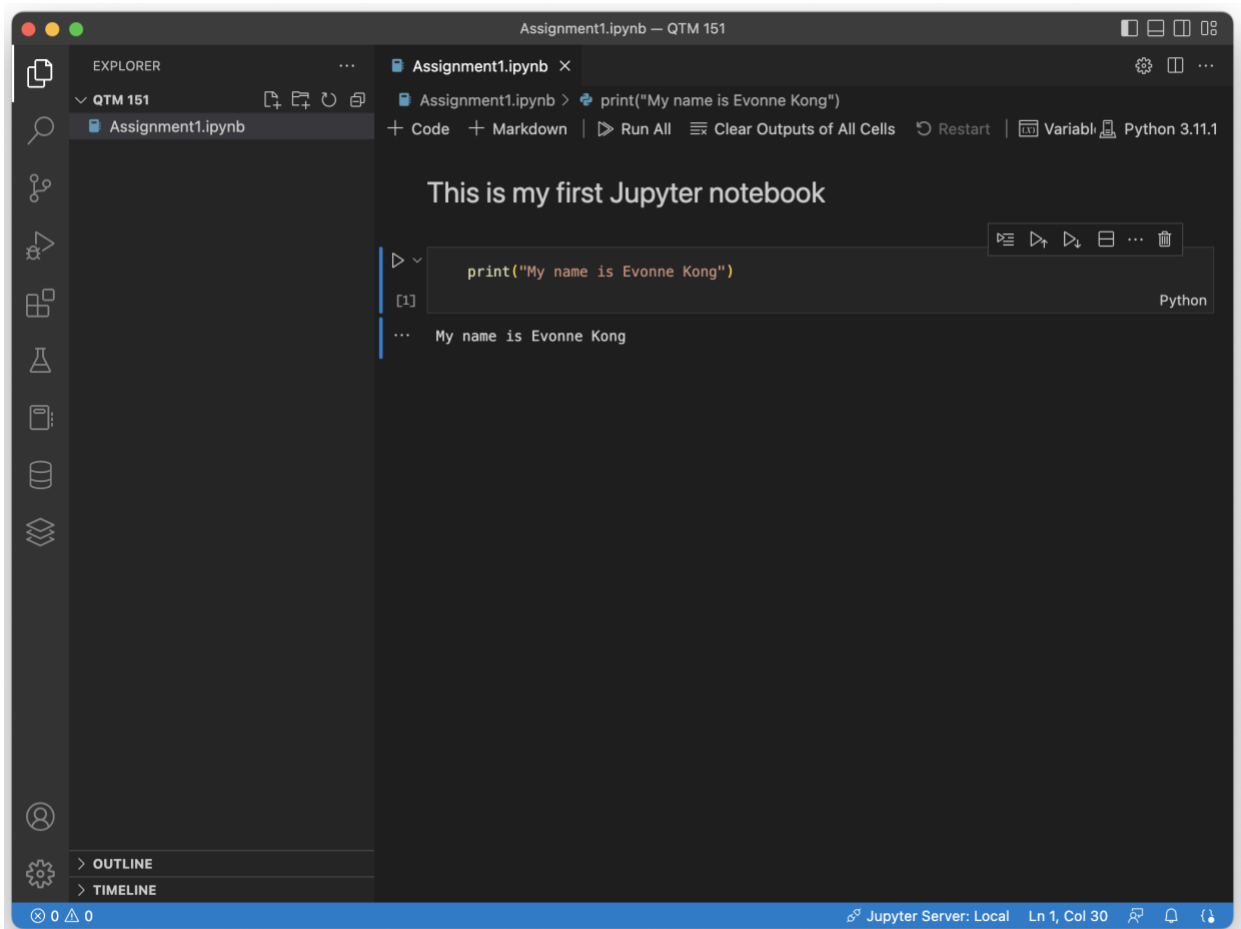 Assignment1.ipynb — QTM 151
EXPLORER
QTM 151
Assignment1.ipynb
OUTLINE
TIMELINE
Assignment1.ipynb
Assignment1.ipynb > print("My name is Evonne Kong")
+ Code + Markdown | Run All Clear Outputs of All Cells Restart | Variabl Python 3.11.1
This is my first Jupyter notebook
print("My name is Evonne Kong")
[1]
Python
... My name is Evonne Kong
0 0 Jupyter Server: Local Ln 1, Col 30